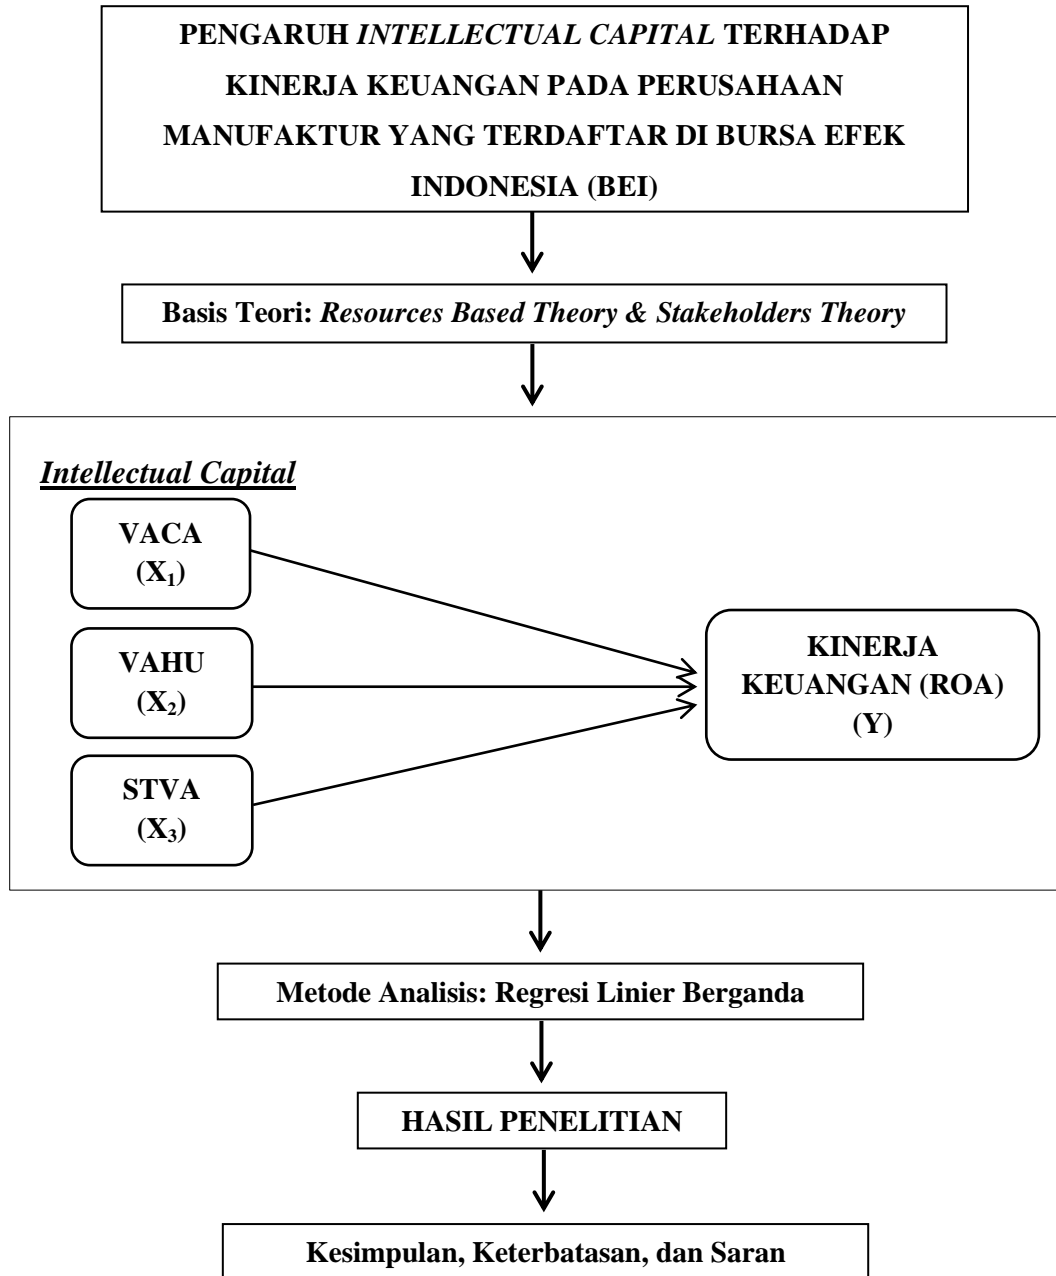 PENGARUH INTELLECTUAL CAPITAL TERHADAP
KINERJA KEUANGAN PADA PERUSAHAAN
MANUFAKTUR YANG TERDAFTAR DI BURSA EFEK
INDONESIA (BEI)
Basis Teori: Resources Based Theory & Stakeholders Theory
Intellectual Capital
VACA
(X₁)
VAHU
(X₂)
STVA
(X₃)
KINERJA
KEUANGAN (ROA)
(Y)
Metode Analisis: Regresi Linier Berganda
HASIL PENELITIAN
Kesimpulan, Keterbatasan, dan Saran